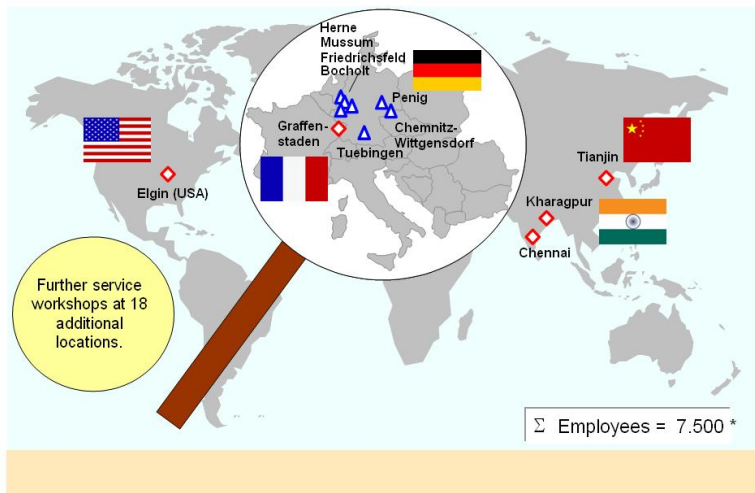 Herne
Mussum
Friedrichsfeld
Bocholt
Penig
Graffen-
staden
Chemnitz-
Wittgensdorf
Tuebingen
Tianjin
Elgin (USA)
Kharagpur
Chennai
Further service
workshops at 18
additional
locations.
Σ Employees = 7.500 *